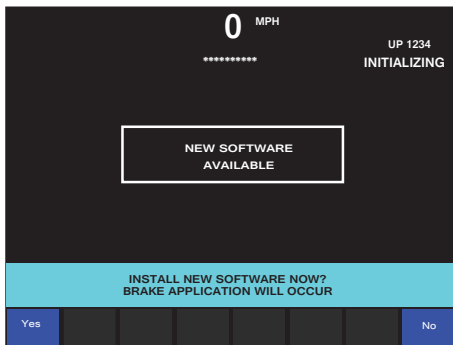 0 MPH
UP 1234
**********
INITIALIZING
NEW SOFTWARE
AVAILABLE
INSTALL NEW SOFTWARE NOW?
BRAKE APPLICATION WILL OCCUR
Yes No